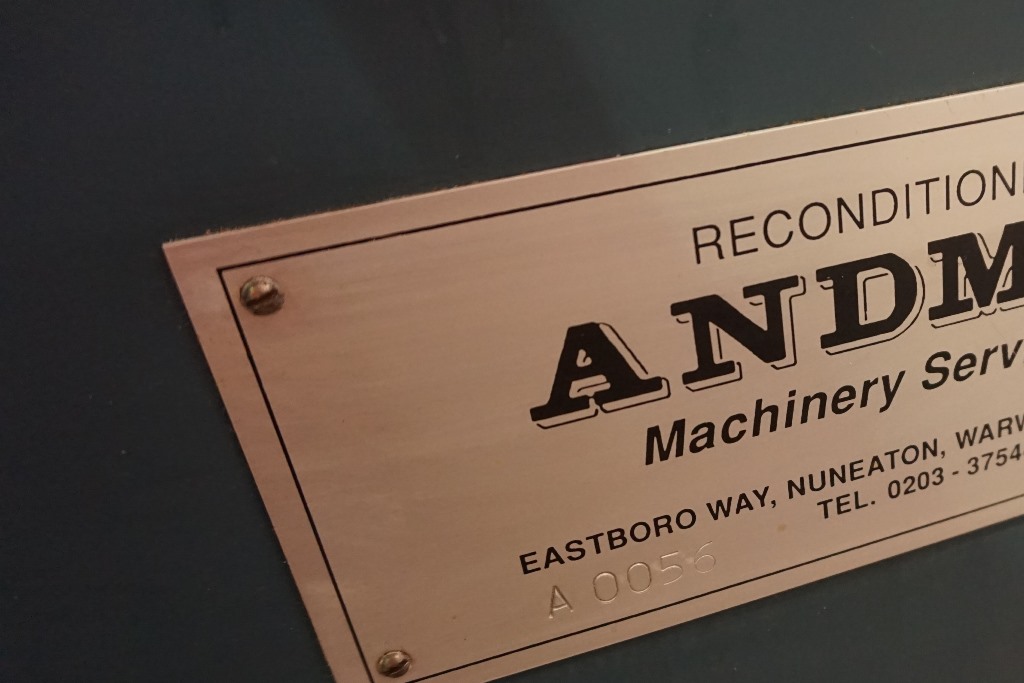 RECONDITION
ANDM
Machinery Serv
EASTBORO WAY, NUNEATON, WARW
TEL. 0203 - 3754
A 0056